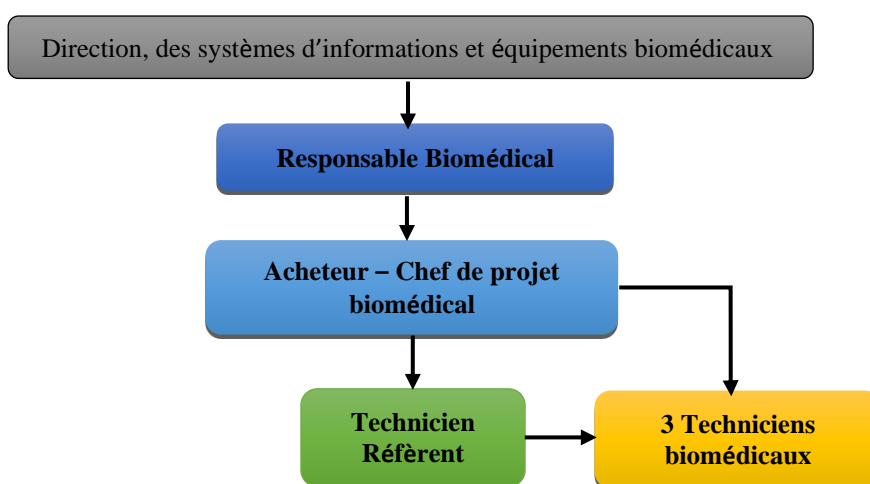 Direction, des systèmes d'informations et équipements biomédicaux
Responsable Biomédical
Acheteur – Chef de projet
biomédical
Technicien
Réfèrent
3 Techniciens
biomédicaux